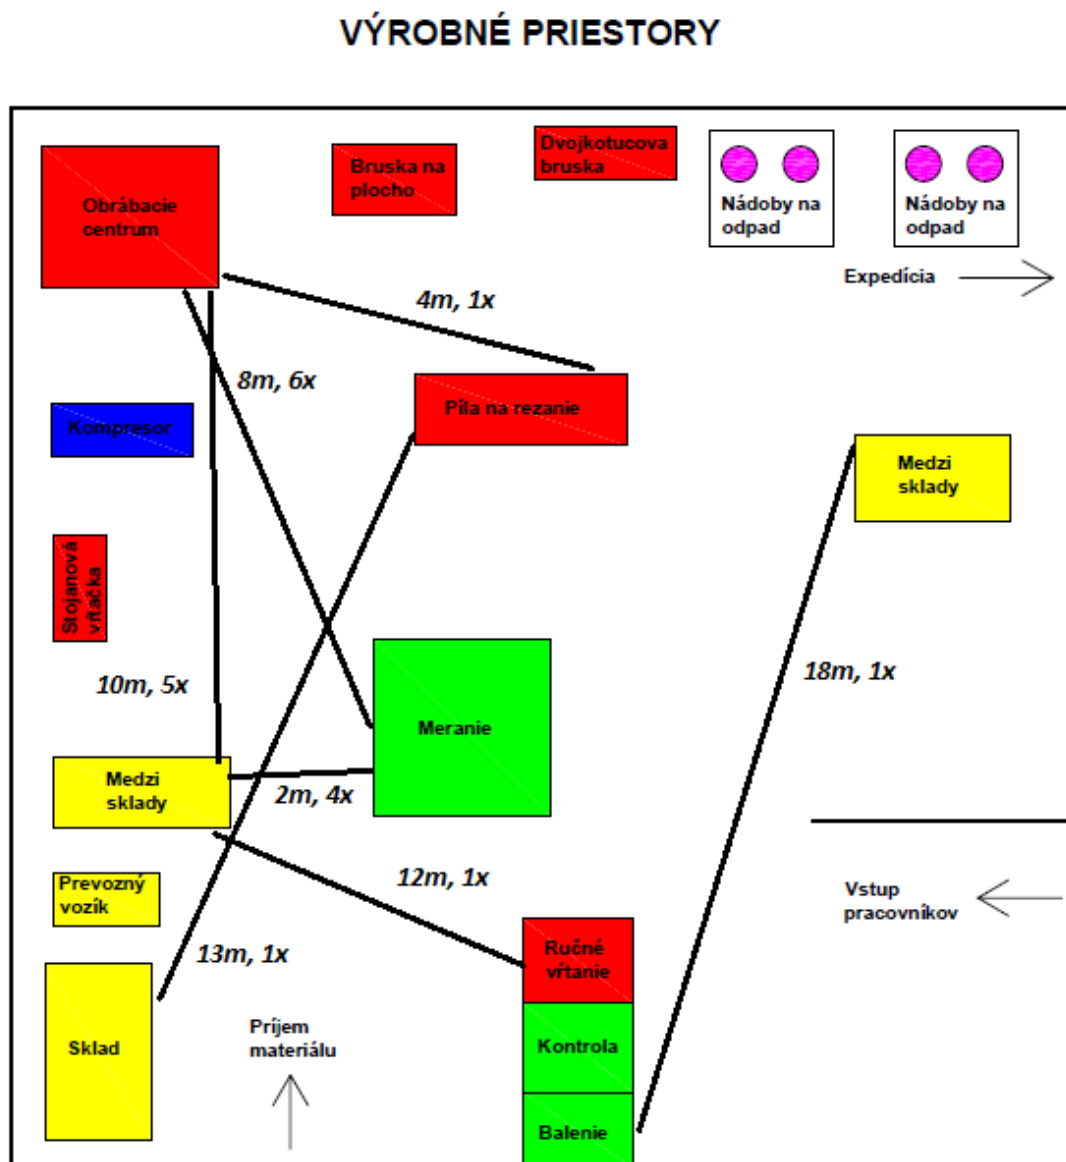 VÝROBNÉ PRIESTORY
Obrábacie
centrum
Bruska na
plocho
Dvojkotucova
bruska
Nádoby na
odpad
Nádoby na
odpad
Expedícia
4m, 1x
8m, 6x
Píla na rezanie
Kompresor
Medzi
sklady
Stojanová
vŕtačka
10m, 5x
Meranie
18m, 1x
Medzi
sklady
2m, 4x
12m, 1x
Prevozný
vozík
Vstup
pracovníkov
13m, 1x
Ručné
vŕtanie
Sklad
Príjem
materiálu
Kontrola
Balenie